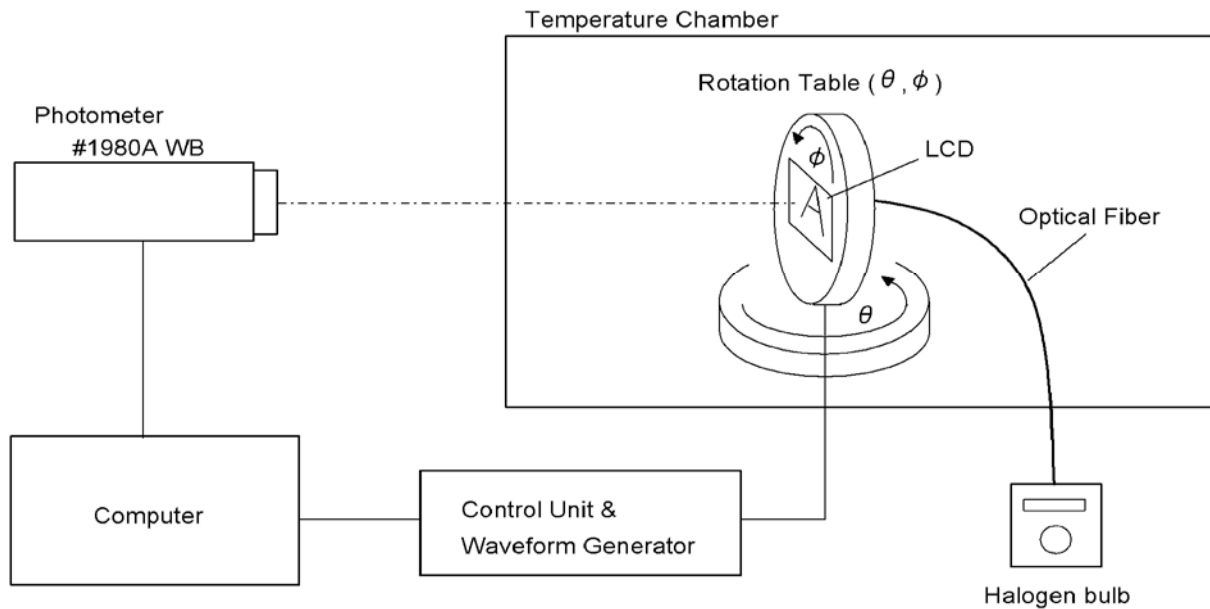 Temperature Chamber
Rotation Table ( θ , ϕ )
Photometer
#1980A WB
ϕ
LCD
A
Optical Fiber
θ
Computer
Control Unit &
Waveform Generator
Halogen bulb